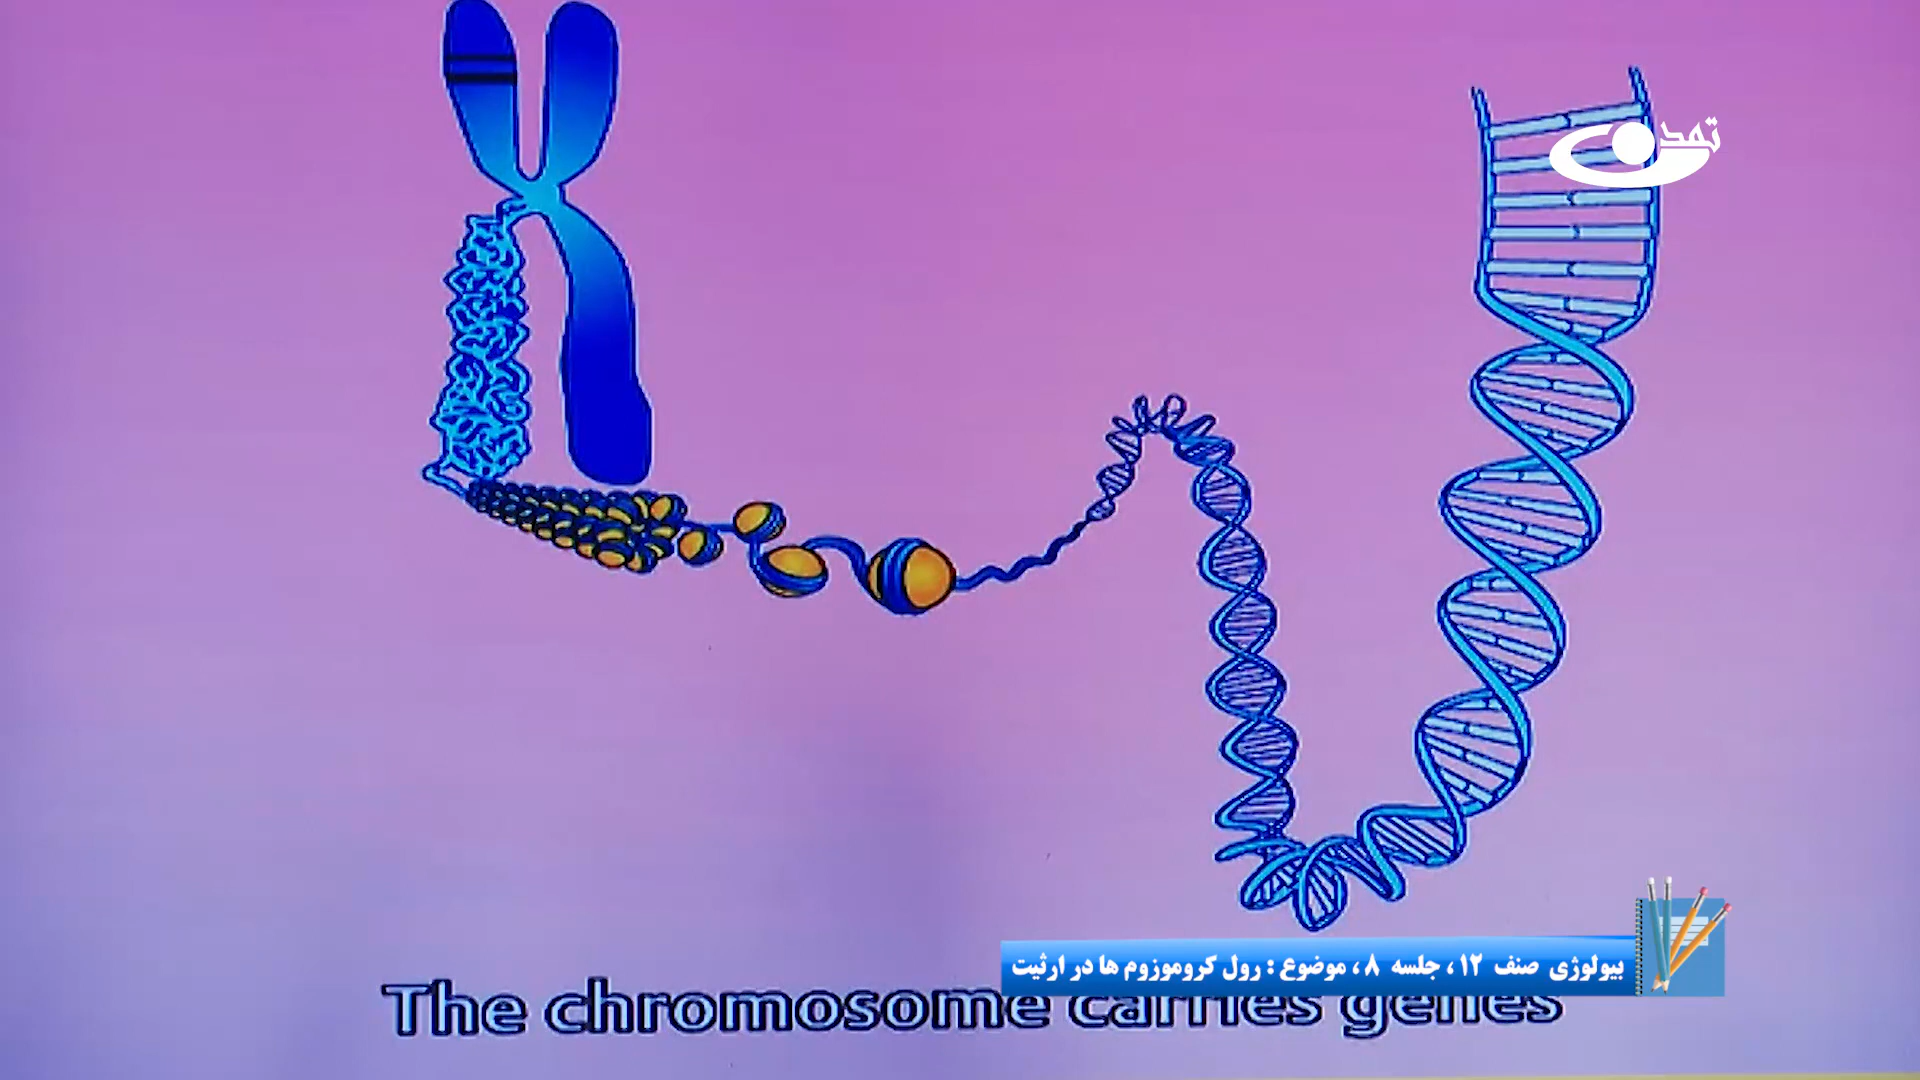 تمدن
بیولوژی صنف ۱۲، جلسه ۸، موضوع: رول کروموزوم ها در ارثیت
The chromosome carries genes